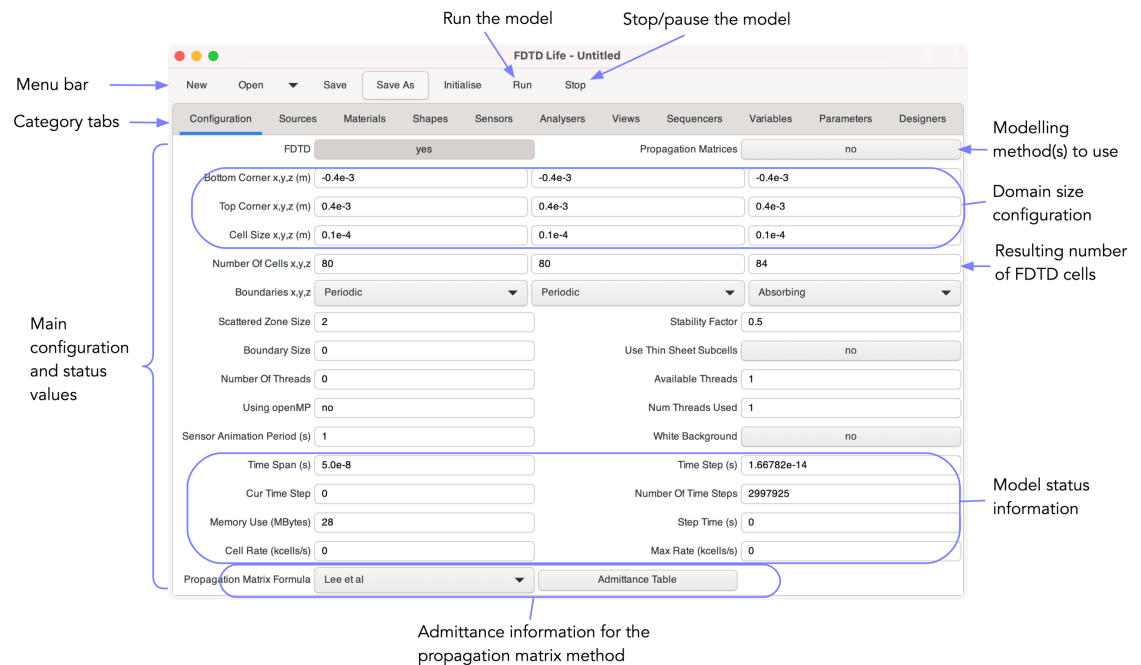 Run the model
Stop/pause the model
FDTD Life - Untitled
Menu bar
New Open Save Save As Initialise Run Stop
Category tabs
Configuration Sources Materials Shapes Sensors Analysers Views Sequencers Variables Parameters Designers
FDTD yes Propagation Matrices no
Modelling
method(s) to use
Bottom Corner x,y,z (m) -0.4e-3 -0.4e-3 -0.4e-3
Top Corner x,y,z (m) 0.4e-3 0.4e-3 0.4e-3
Cell Size x,y,z (m) 0.1e-4 0.1e-4 0.1e-4
Domain size
configuration
Number Of Cells x,y,z 80 80 84
Resulting number
of FDTD cells
Boundaries x,y,z Periodic Periodic Absorbing
Scattered Zone Size 2 Stability Factor 0.5
Boundary Size 0 Use Thin Sheet Subcells no
Main
configuration
and status
values
Number Of Threads 0 Available Threads 1
Using openMP no Num Threads Used 1
Sensor Animation Period (s) 1 White Background no
Time Span (s) 5.0e-8 Time Step (s) 1.66782e-14
Cur Time Step 0 Number Of Time Steps 2997925
Memory Use (MBytes) 28 Step Time (s) 0
Cell Rate (kcells/s) 0 Max Rate (kcells/s) 0
Model status
information
Propagation Matrix Formula Lee et al Admittance Table
Admittance information for the
propagation matrix method